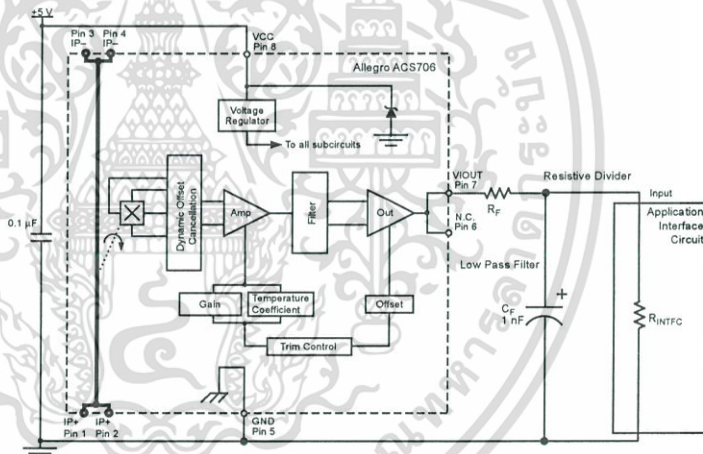 +5 V
Pin 3 Pin 4
IP– IP–
VCC
Pin 8
Allegro ACS706
Voltage
Regulator
To all subcircuits
Dynamic Offset
Cancellation
Amp
Filter
Out
VIOUT
Pin 7
N.C.
Pin 6
RF
Resistive Divider
Input
Application
Interface
Circuit
Low Pass Filter
0.1 µF
Gain
Temperature
Coefficient
Offset
Trim Control
CF
1 nF
+
RINTFC
IP+ IP+
Pin 1 Pin 2
GND
Pin 5